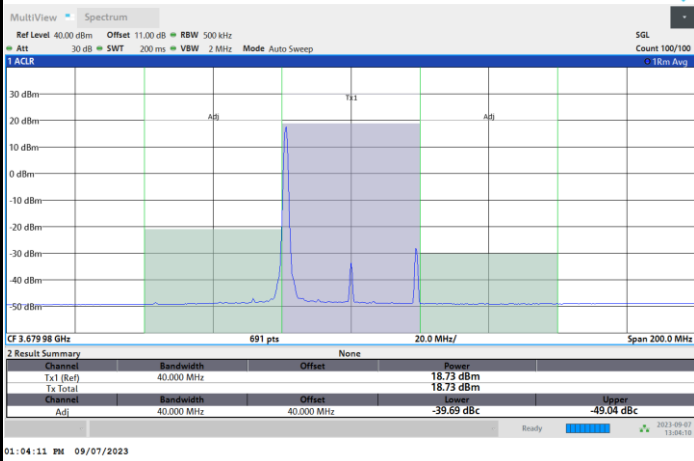 MultiView Spectrum
Ref Level 40.00 dBm Offset 11.00 dB RBW 500 kHz SGL
Att 30 dB SWT 200 ms VBW 2 MHz Mode Auto Sweep Count 100/100
1 ACLR 1Rm Avg
30 dBm
Tx1
20 dBm
Adj Adj
10 dBm
0 dBm
-10 dBm
-20 dBm
-30 dBm
-40 dBm
-50 dBm
CF 3.67998 GHz 691 pts 20.0 MHz/ Span 200.0 MHz
2 Result Summary None
Channel Bandwidth Offset Power
Tx1 (Ref) 40.000 MHz 18.73 dBm
Tx Total 18.73 dBm
Channel Bandwidth Offset Lower Upper
Adj 40.000 MHz 40.000 MHz -39.69 dBc -49.04 dBc
Ready 2023-09-07
13:04:10
01:04:11 PM 09/07/2023